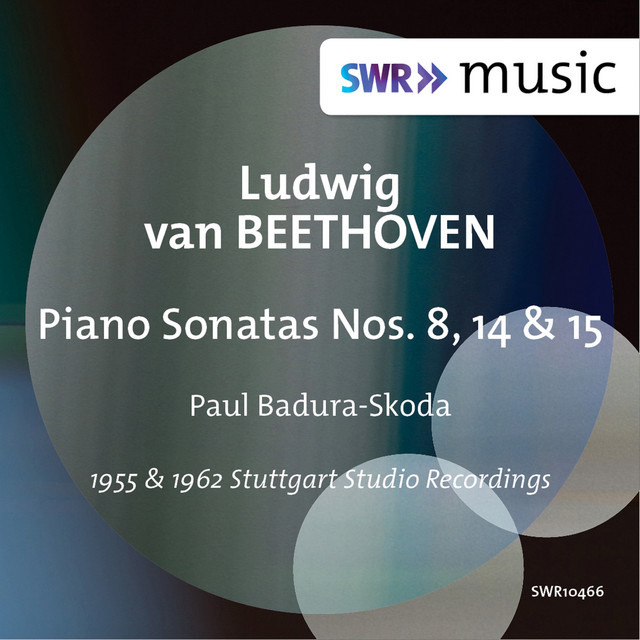 SWR>> music
Ludwig
van BEETHOVEN
Piano Sonatas Nos. 8, 14 & 15
Paul Badura-Skoda
1955 & 1962 Stuttgart Studio Recordings
SWR10466